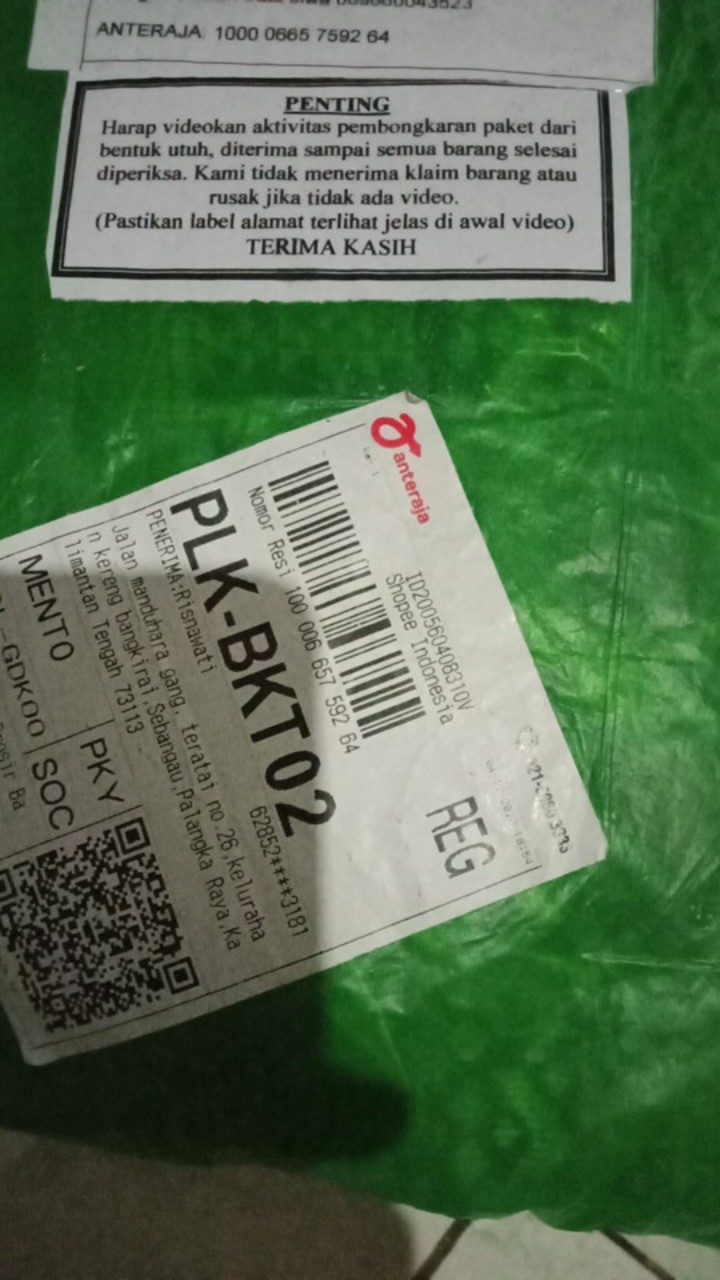 ANTERAJA: 1000 0665 7592 64
PENTING
Harap videokan aktivitas pembongkaran paket dari
bentuk utuh, diterima sampai semua barang selesai
diperiksa. Kami tidak menerima klaim barang atau
rusak jika tidak ada video.
(Pastikan label alamat terlihat jelas di awal video)
TERIMA KASIH
anteraja
ID200560408310V
Shopee Indonesia
Nomor Resi 100 006 657 592 64
REG
PLK-BKT02
PENERIMA:Risnawati
62852****3181
Jalan manduhara gang, teratai no.26,keluraha
n kereng bangkirai,Sebangau,Palangka Raya,Ka
limantan Tengah 73113
MENTO
PKY
GDK00
SOC